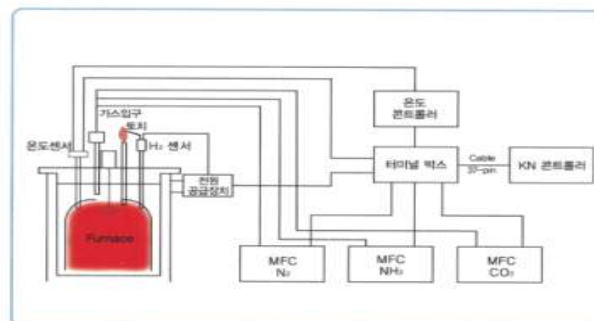 가스입구
토치
온도센서
H₂ 센서
온도
콘트롤러
터미널 박스
Cable
37-pin
KN 콘트롤러
전원
공급장치
Furnace
MFC
N₂
MFC
NH₃
MFC
CO₂